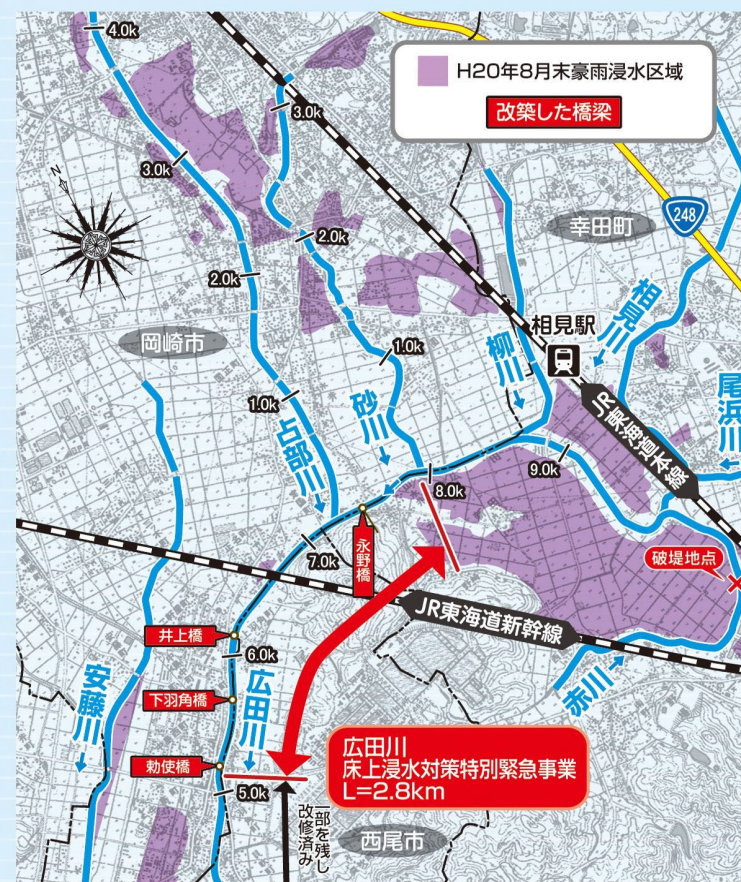 4.0k
H20年8月末豪雨浸水区域
改築した橋梁
3.0k
3.0k
N
248
幸田町
2.0k
2.0k
相見川
相見駅
岡崎市
柳川
1.0k
尾浜川
砂川
1.0k
占部川
JR東海道本線
9.0k
8.0k
永野橋
7.0k
破堤地点
JR東海道新幹線
井上橋
6.0k
安藤川
広田川
赤川
下羽角橋
勅使橋
広田川
床上浸水対策特別緊急事業
L=2.8km
5.0k
一部を残し
改修済み
西尾市